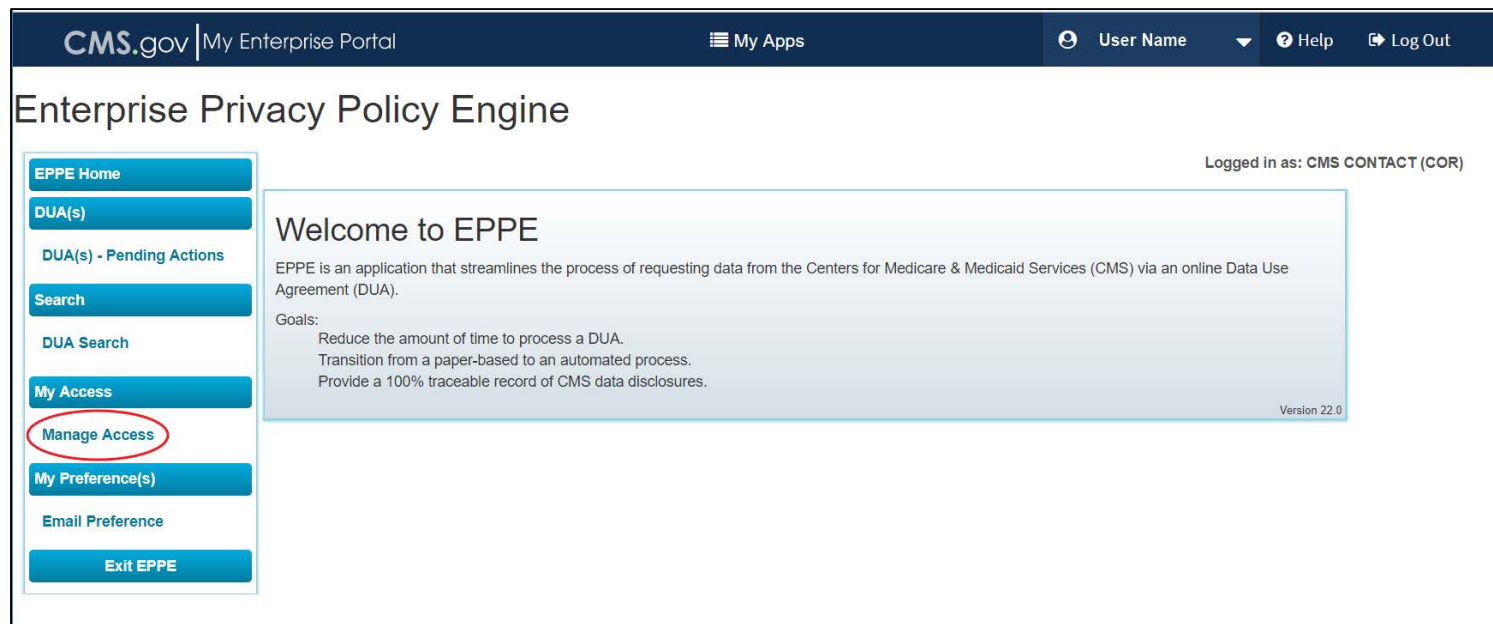 CMS.gov My Enterprise Portal
My Apps
User Name
Help
Log Out
Enterprise Privacy Policy Engine
Logged in as: CMS CONTACT (COR)
EPPE Home
DUA(s)
DUA(s) - Pending Actions
Search
DUA Search
My Access
Manage Access
My Preference(s)
Email Preference
Exit EPPE
Welcome to EPPE
EPPE is an application that streamlines the process of requesting data from the Centers for Medicare & Medicaid Services (CMS) via an online Data Use
Agreement (DUA).
Goals:
Reduce the amount of time to process a DUA.
Transition from a paper-based to an automated process.
Provide a 100% traceable record of CMS data disclosures.
Version 22.0